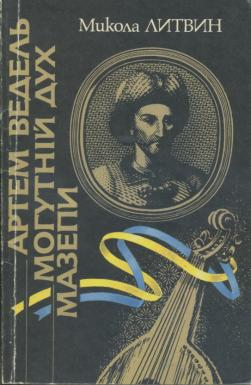 Микола ЛИТВИН
АРТЕМ ВЕДЕЛЬ
МОГУТНІЙ ДУХ
МАЗЕПИ